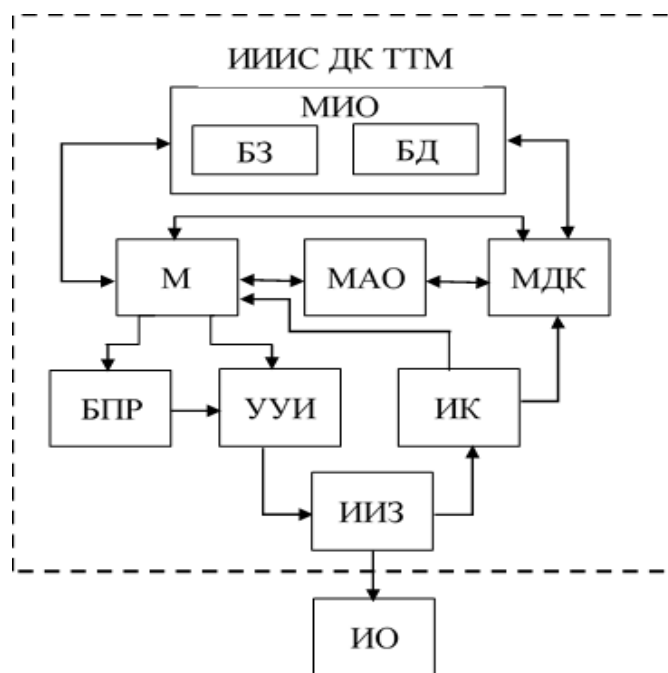 ИИИС ДК ТТМ
МИО
БЗ БД
М МАО МДК
БПР УУИ ИК
ИИЗ
ИО